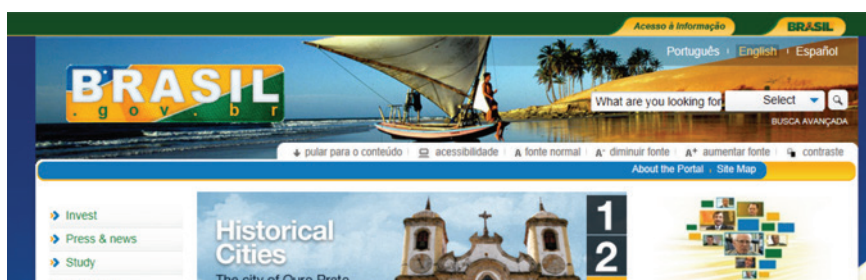 Acesso à Informação BRASIL
Português English Español
BRASIL
.gov.br
What are you looking for Select
BUSCA AVANÇADA
pular para o conteúdo acessibilidade A fonte normal A- diminuir fonte A+ aumentar fonte contraste
About the Portal Site Map
Invest
Press & news
Study
Historical
Cities
The city of Ouro Preto
1
2